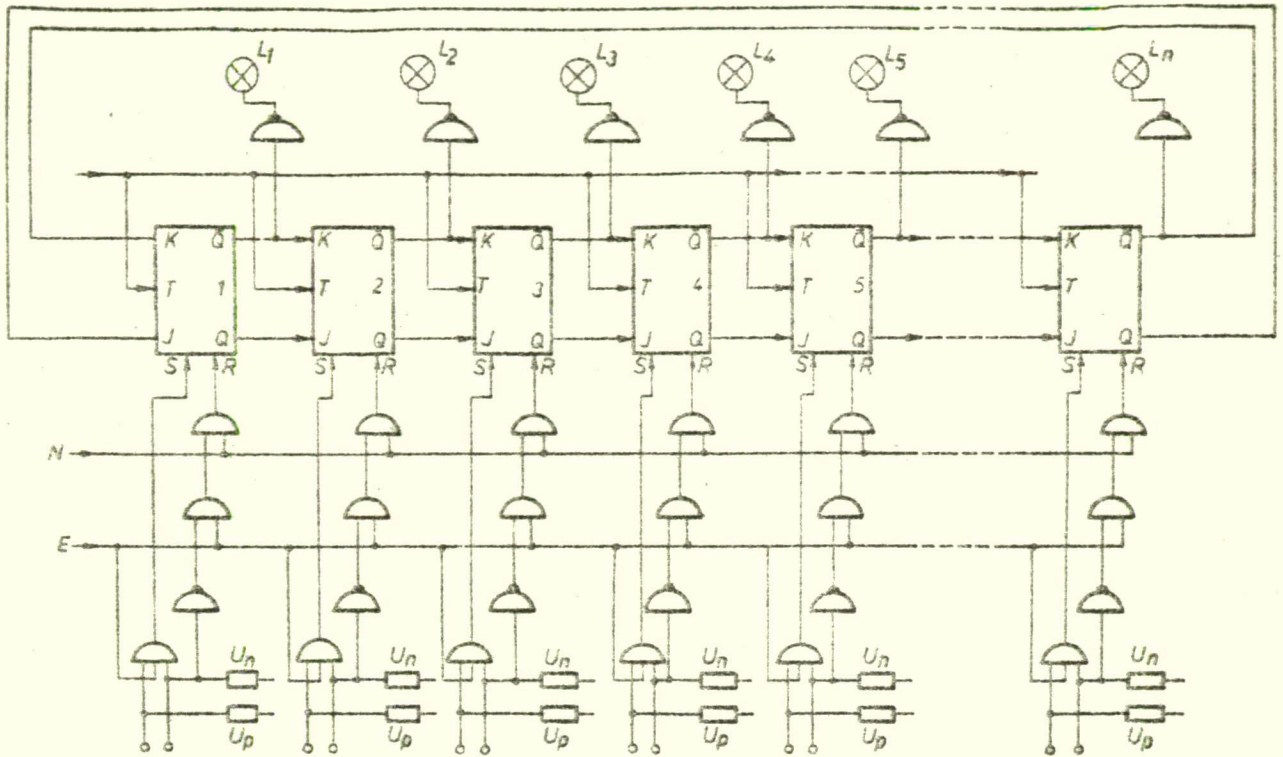 L1 L2 L3 L4 L5 Ln
K Q̄ K Q̄ K Q̄ K Q̄ K Q̄ K Q̄
T 1 T 2 T 3 T 4 T 5 T
J Q J Q J Q J Q J Q J Q
S R S R S R S R S R S R
N
E
Un Un Un Un Un Un
Up Up Up Up Up Up